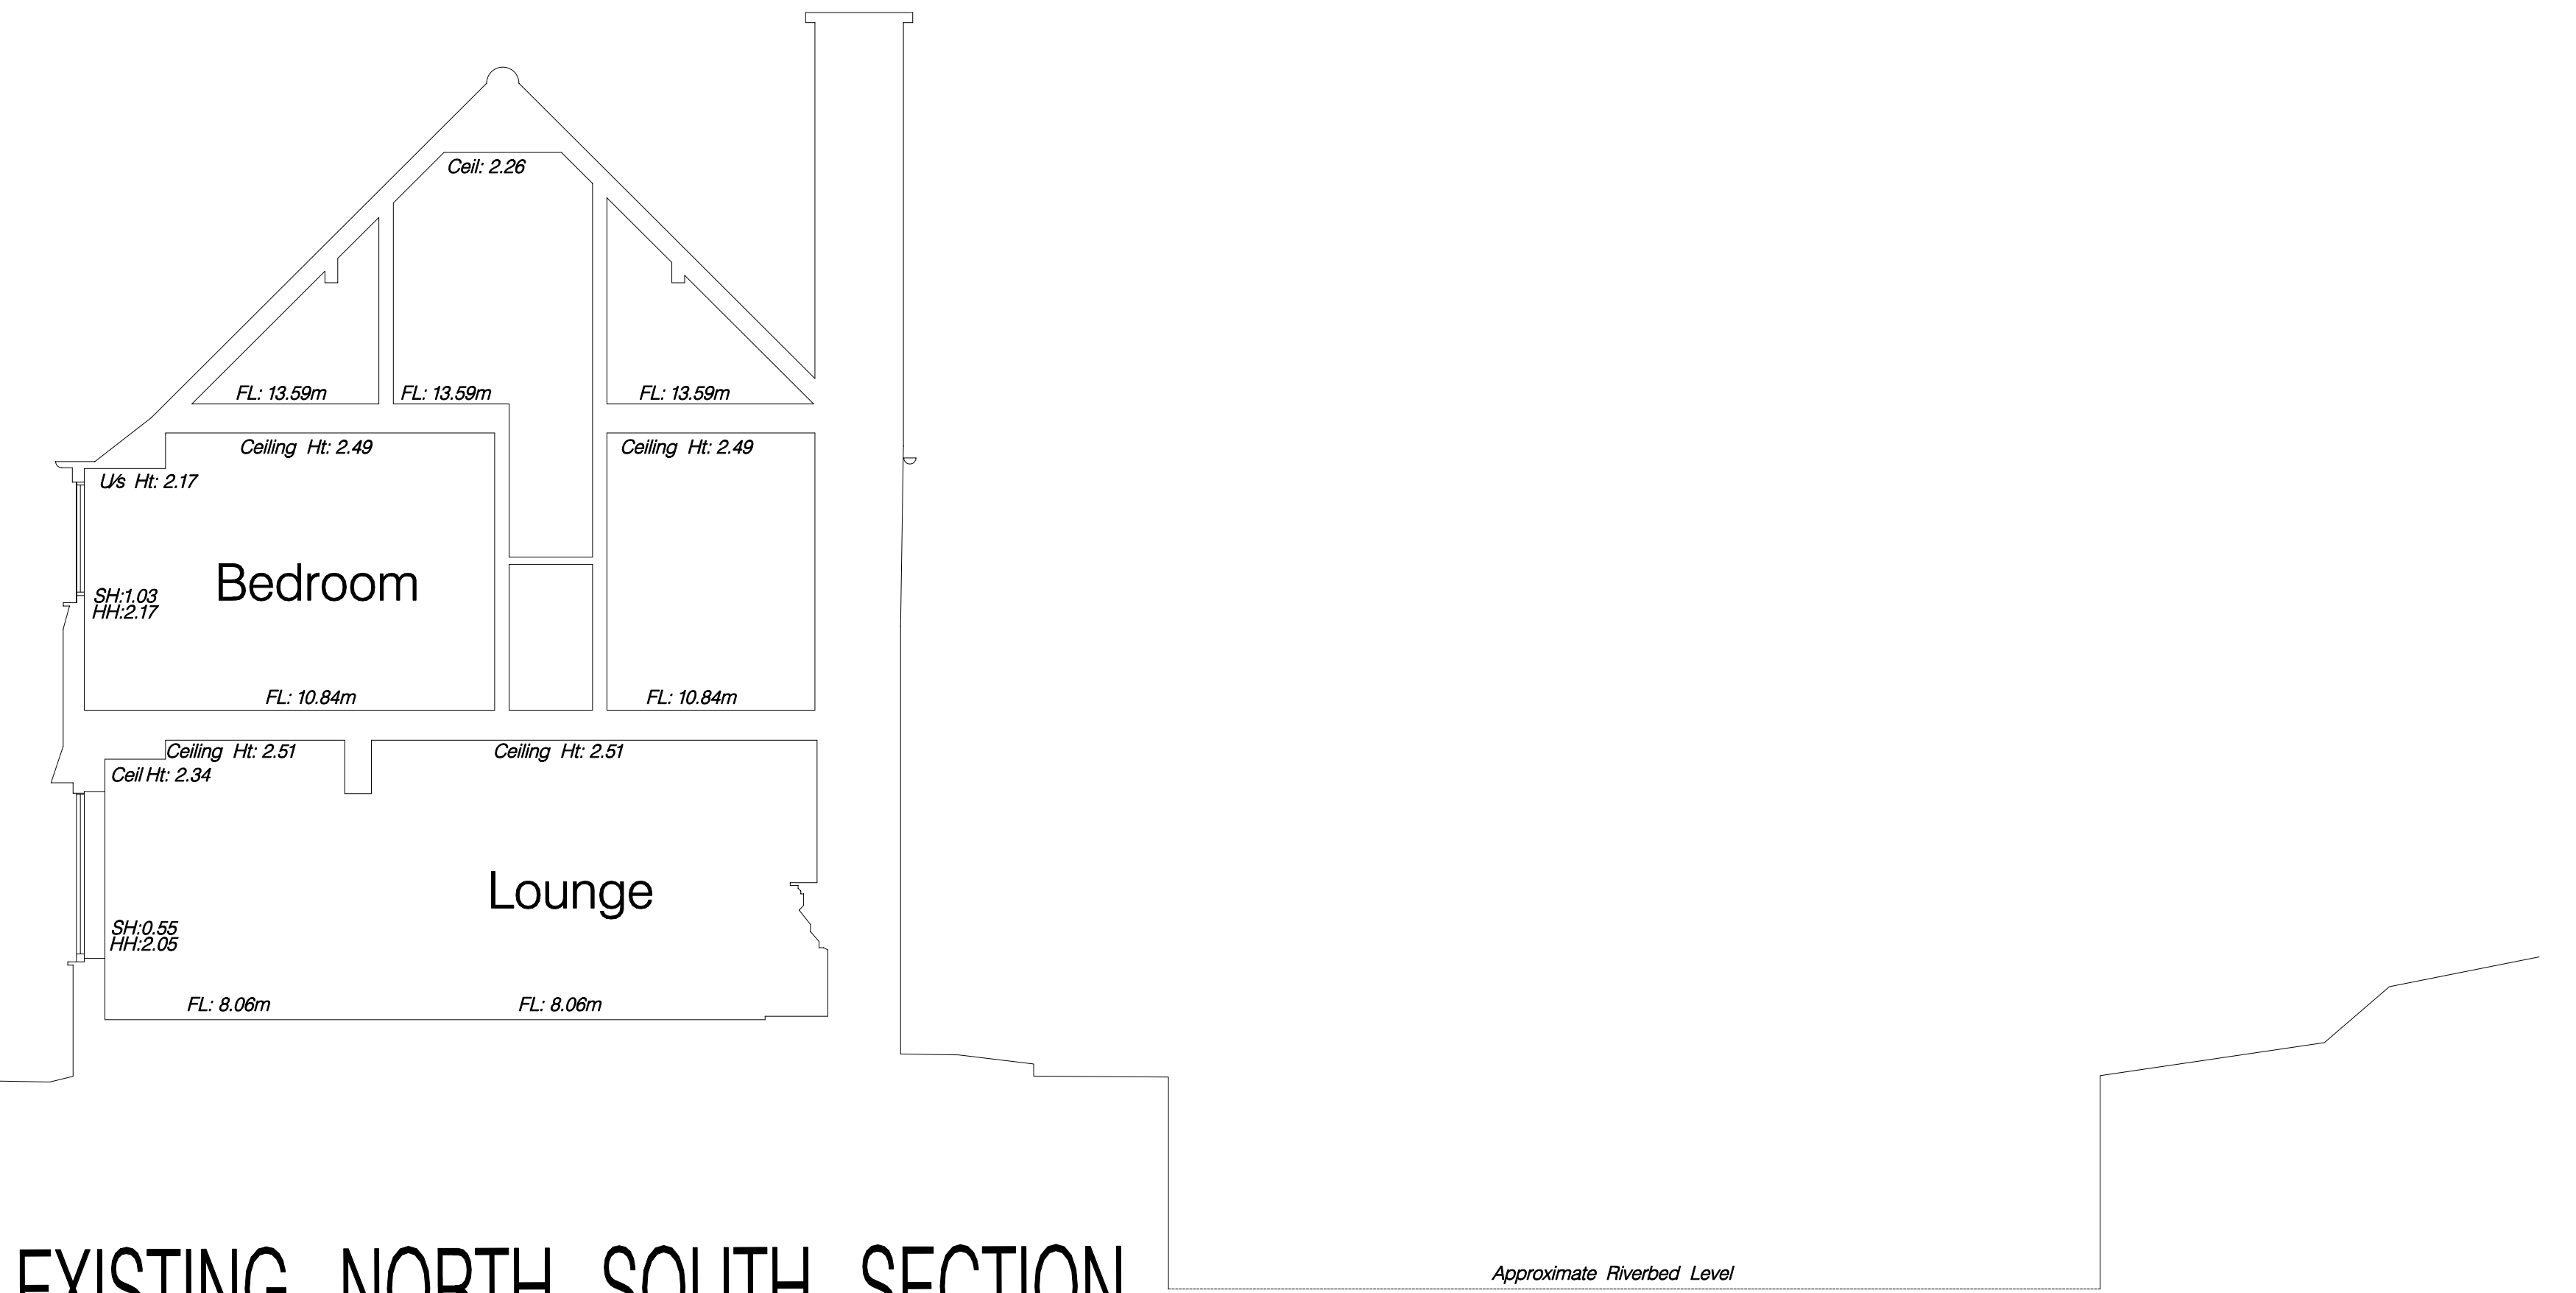 Ceil: 2.26
FL: 13.59m
FL: 13.59m
FL: 13.59m
Ceiling Ht: 2.49
Ceiling Ht: 2.49
U/s Ht: 2.17
Bedroom
SH:1.03
HH:2.17
FL: 10.84m
FL: 10.84m
Ceiling Ht: 2.51
Ceiling Ht: 2.51
Ceil Ht: 2.34
Lounge
SH:0.55
HH:2.05
FL: 8.06m
FL: 8.06m
EXISTING NORTH SOUTH SECTION
Approximate Riverbed Level